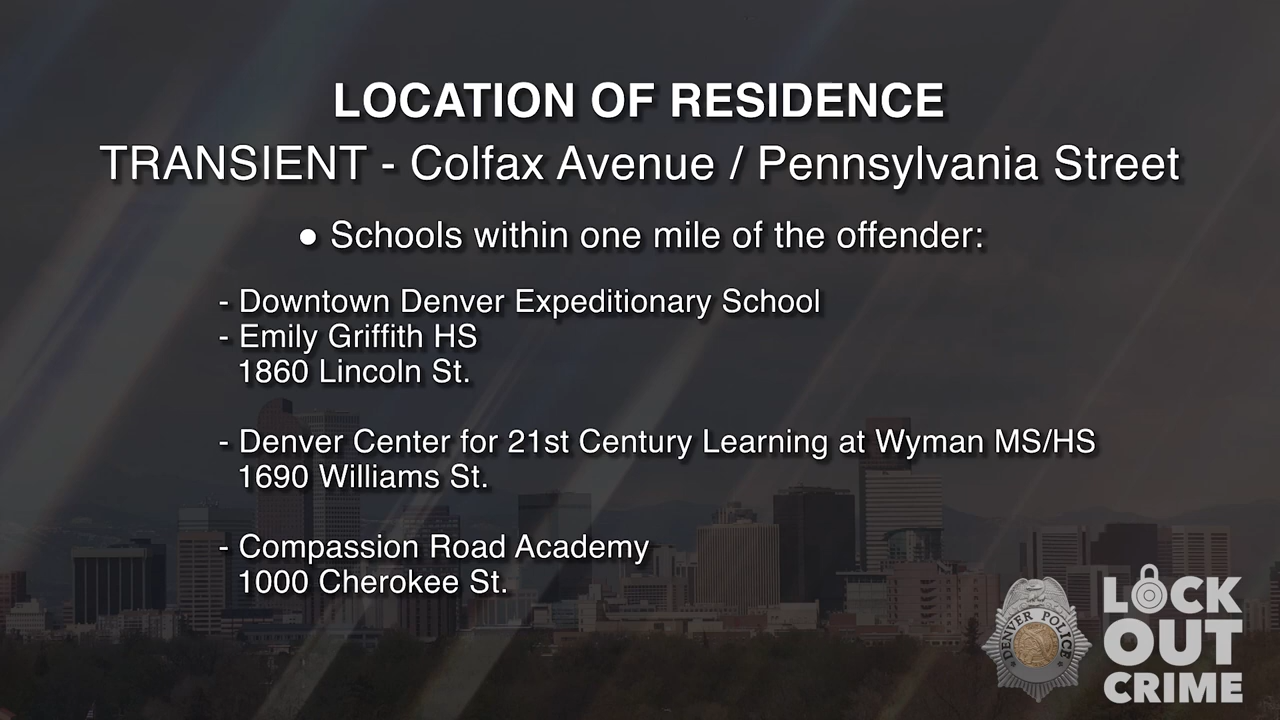 LOCATION OF RESIDENCE
TRANSIENT - Colfax Avenue / Pennsylvania Street
● Schools within one mile of the offender:
- Downtown Denver Expeditionary School
- Emily Griffith HS
1860 Lincoln St.
- Denver Center for 21st Century Learning at Wyman MS/HS
1690 Williams St.
- Compassion Road Academy
1000 Cherokee St.
DENVER POLICE
LOCK
OUT
CRIME